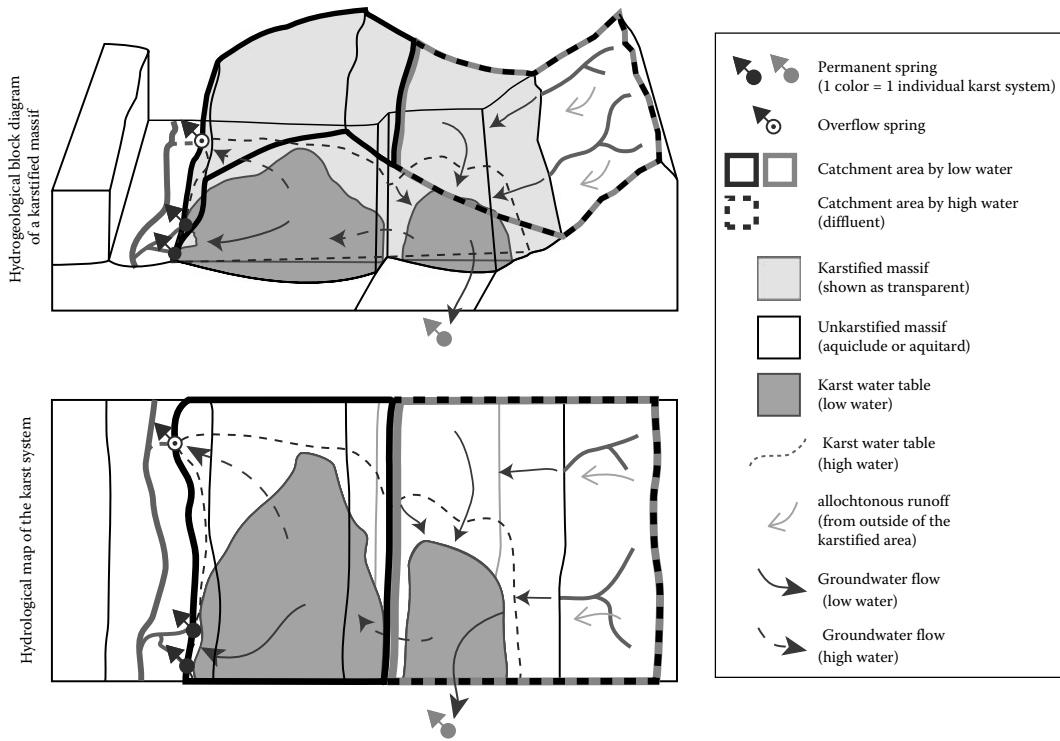 Hydrogeological block diagram
of a karstified massif
Hydrological map of the karst system
Permanent spring
(1 color = 1 individual karst system)
Overflow spring
Catchment area by low water
Catchment area by high water
(diffluent)
Karstified massif
(shown as transparent)
Unkarstified massif
(aquiclude or aquitard)
Karst water table
(low water)
Karst water table
(high water)
allochtonous runoff
(from outside of the
karstified area)
Groundwater flow
(low water)
Groundwater flow
(high water)